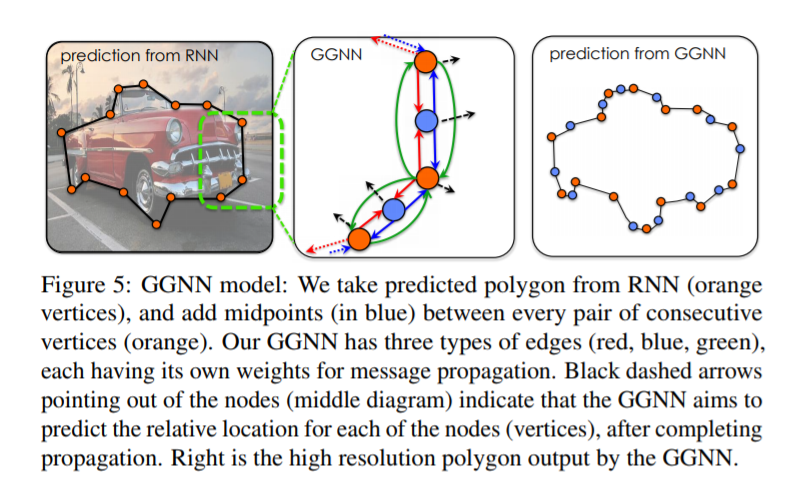 prediction from RNN
GGNN
prediction from GGNN
Figure 5: GGNN model: We take predicted polygon from RNN (orange
vertices), and add midpoints (in blue) between every pair of consecutive
vertices (orange). Our GGNN has three types of edges (red, blue, green),
each having its own weights for message propagation. Black dashed arrows
pointing out of the nodes (middle diagram) indicate that the GGNN aims to
predict the relative location for each of the nodes (vertices), after completing
propagation. Right is the high resolution polygon output by the GGNN.